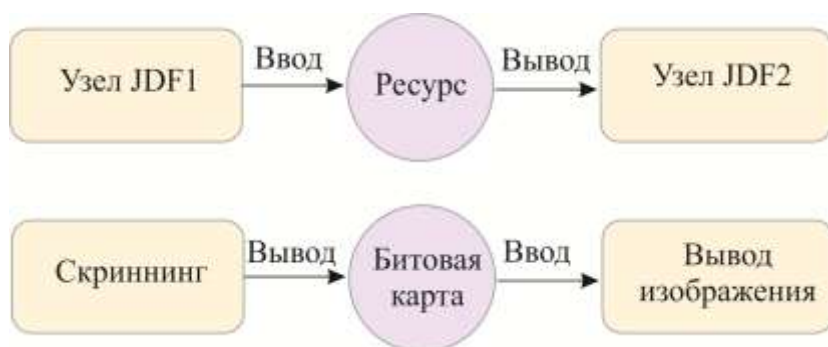 Узел JDF1
Ввод
Ресурс
Вывод
Узел JDF2
Скриннинг
Вывод
Битовая
карта
Ввод
Вывод
изображения